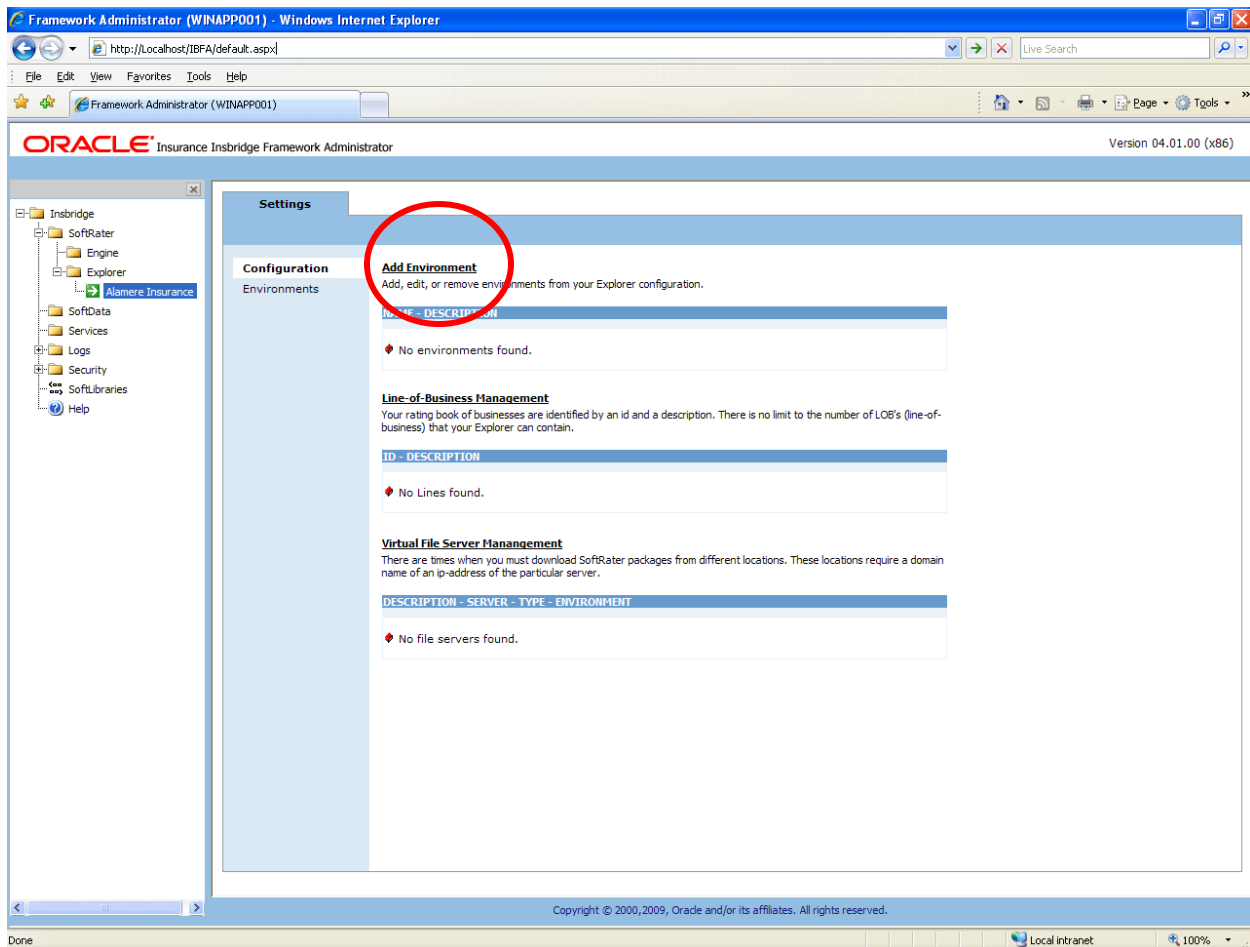 Framework Administrator (WINAPP001) - Windows Internet Explorer
http://Localhost/IBFA/default.aspx
Live Search
File Edit View Favorites Tools Help
Framework Administrator (WINAPP001)
Page
Tools
»
ORACLE Insurance Insbridge Framework Administrator
Version 04.01.00 (x86)
Insbridge
SoftRater
Engine
Explorer
Alamere Insurance
SoftData
Services
Logs
Security
SoftLibraries
Help
Settings
Configuration
Environments
Add Environment
Add, edit, or remove environments from your Explorer configuration.
NAME - DESCRIPTION
No environments found.
Line-of-Business Management
Your rating book of businesses are identified by an id and a description. There is no limit to the number of LOB's (line-of-
business) that your Explorer can contain.
ID - DESCRIPTION
No Lines found.
Virtual File Server Manangement
There are times when you must download SoftRater packages from different locations. These locations require a domain
name of an ip-address of the particular server.
DESCRIPTION - SERVER - TYPE - ENVIRONMENT
No file servers found.
Copyright © 2000,2009, Oracle and/or its affiliates. All rights reserved.
Done
Local intranet
100%